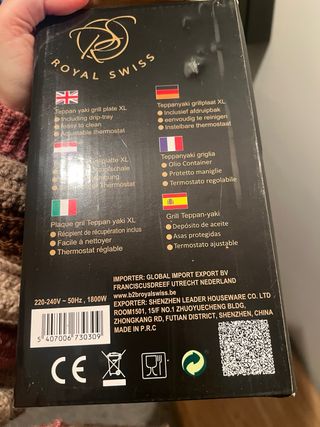 ROYAL SWISS
Teppan yaki grill plate XL
Including drip-tray
Easy to clean
Adjustable thermostat
Teppanyaki grillplaat XL
Inclusief afdruipbak
eenvoudig te reinigen
Instelbare thermostaat
platte XL
Thermostat
Teppanyaki griglia
Olio Container
Protetto maniglie
Termostato regolabile
Plaque gril Teppan yaki XL
Récipient de récupération inclus
Facile à nettoyer
Thermostat réglable
Grill Teppan-yaki
Depósito de aceite
Asas protegidas
Termostato ajustable
220-240V ~ 50Hz , 1800W
5 407006 730309
IMPORTER: GLOBAL IMPORT EXPORT BV
FRANCISCUSDREEF UTRECHT NEDERLAND
www.b2broyalswiss.be
EXPORTER: SHENZHEN LEADER HOUSEWARE CO. LTD
ROOM1501, 15/F NO.1 ZHUOYUECHENG BLDG,
ZHONGKANG RD, FUTIAN DISTRICT, SHENZHEN, CHINA
MADE IN P.R.C
CE